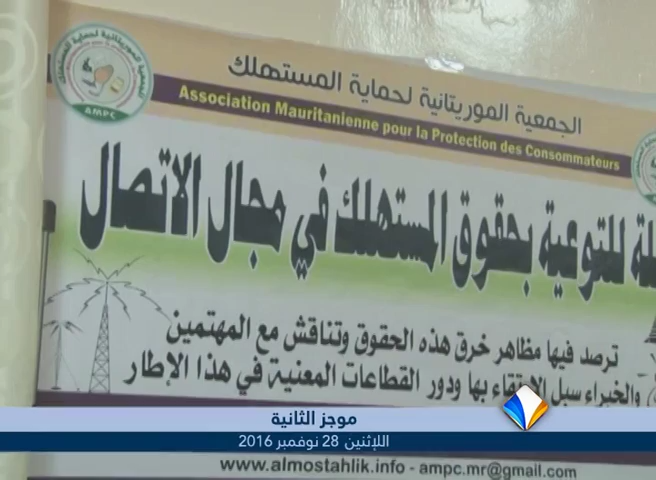 الجمعية الموريتانية لحماية المستهلك
Association Mauritanienne pour la Protection des Consommateurs
AMPC
للتوعية بحقوق المستهلك في مجال الاتصال
ترصد فيها مظاهر خرق هذه الحقوق وتناقش مع المهتمين
والخبراء سبل الارتقاء بها ودور القطاعات المعنية في هذا الإطار
موجز الثانية
اللإثنين 28 نوفمبر 2016
www.almostahlik.info - ampc.mr@gmail.com